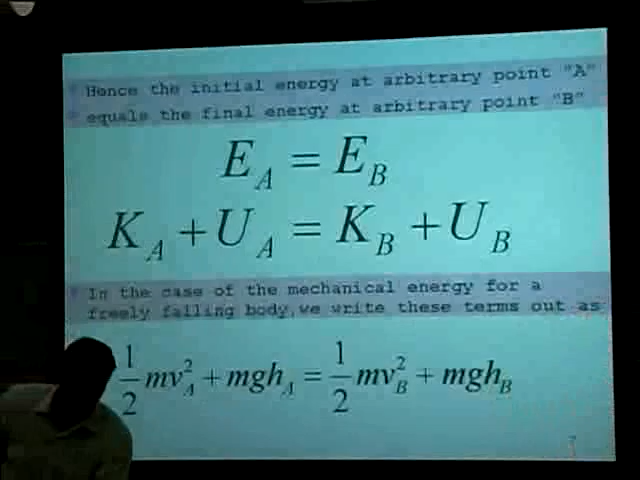 Hence the initial energy at arbitrary point "A"
equals the final energy at arbitrary point "B"
E_A = E_B
K_A + U_A = K_B + U_B
In the case of the mechanical energy for a
freely falling body, we write these terms out as:
1/2 mv_A^2 + mgh_A = 1/2 mv_B^2 + mgh_B
7